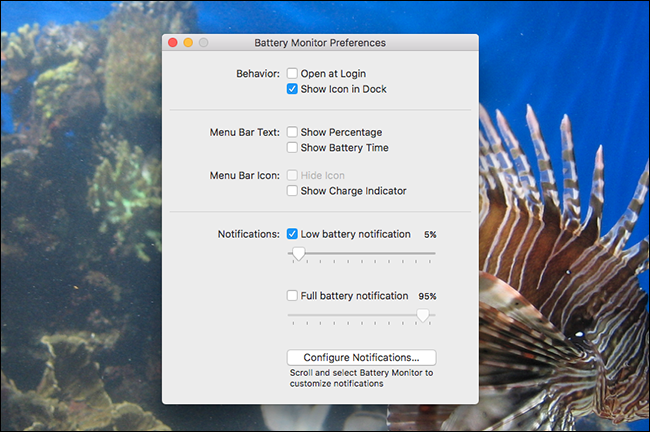 Battery Monitor Preferences
Behavior: Open at Login
Show Icon in Dock
Menu Bar Text: Show Percentage
Show Battery Time
Menu Bar Icon: Hide Icon
Show Charge Indicator
Notifications: Low battery notification 5%
Full battery notification 95%
Configure Notifications...
Scroll and select Battery Monitor to
customize notifications